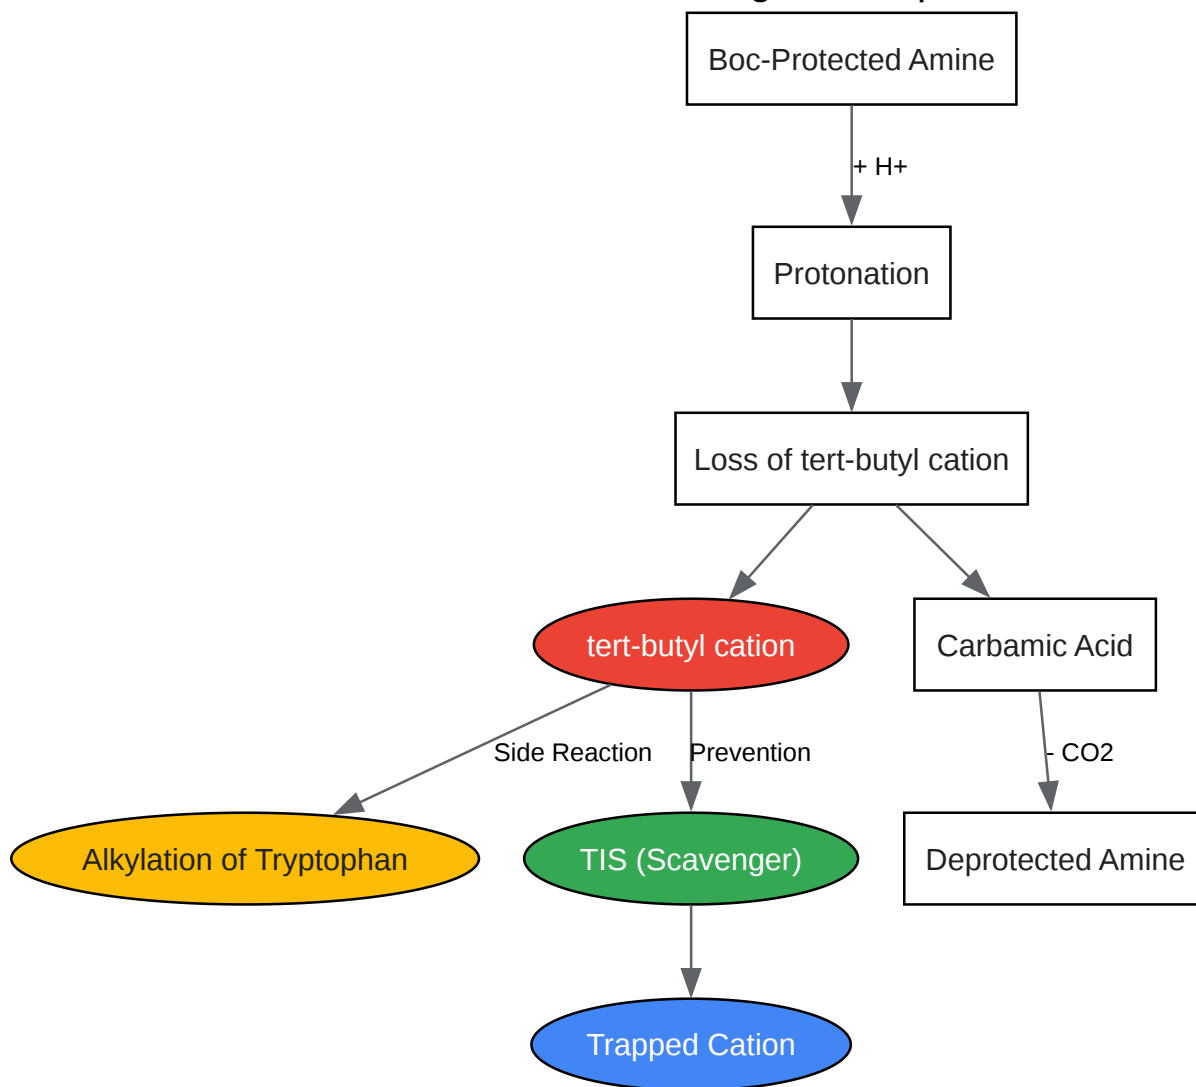 Boc-Protected Amine
+ H+
Protonation
Loss of tert-butyl cation
tert-butyl cation
Carbamic Acid
Side Reaction
Prevention
- CO2
Alkylation of Tryptophan
TIS (Scavenger)
Deprotected Amine
Trapped Cation